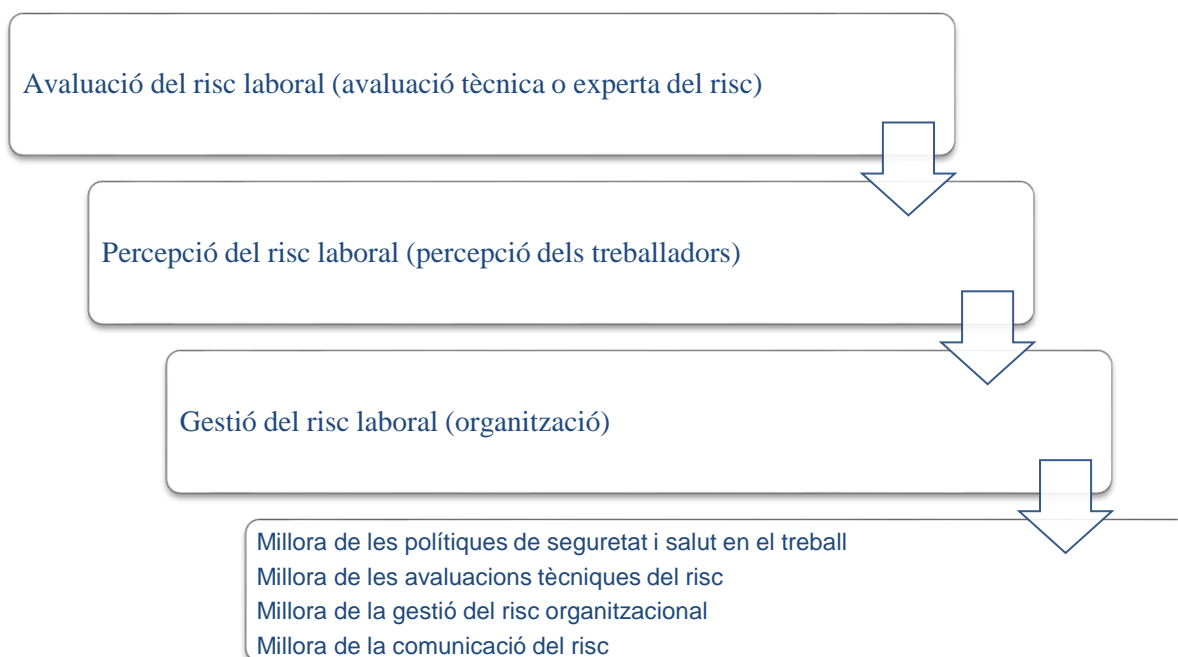 Avaluació del risc laboral (avaluació tècnica o experta del risc)
Percepció del risc laboral (percepció dels treballadors)
Gestió del risc laboral (organització)
Millora de les polítiques de seguretat i salut en el treball
Millora de les avaluacions tècniques del risc
Millora de la gestió del risc organitzacional
Millora de la comunicació del risc